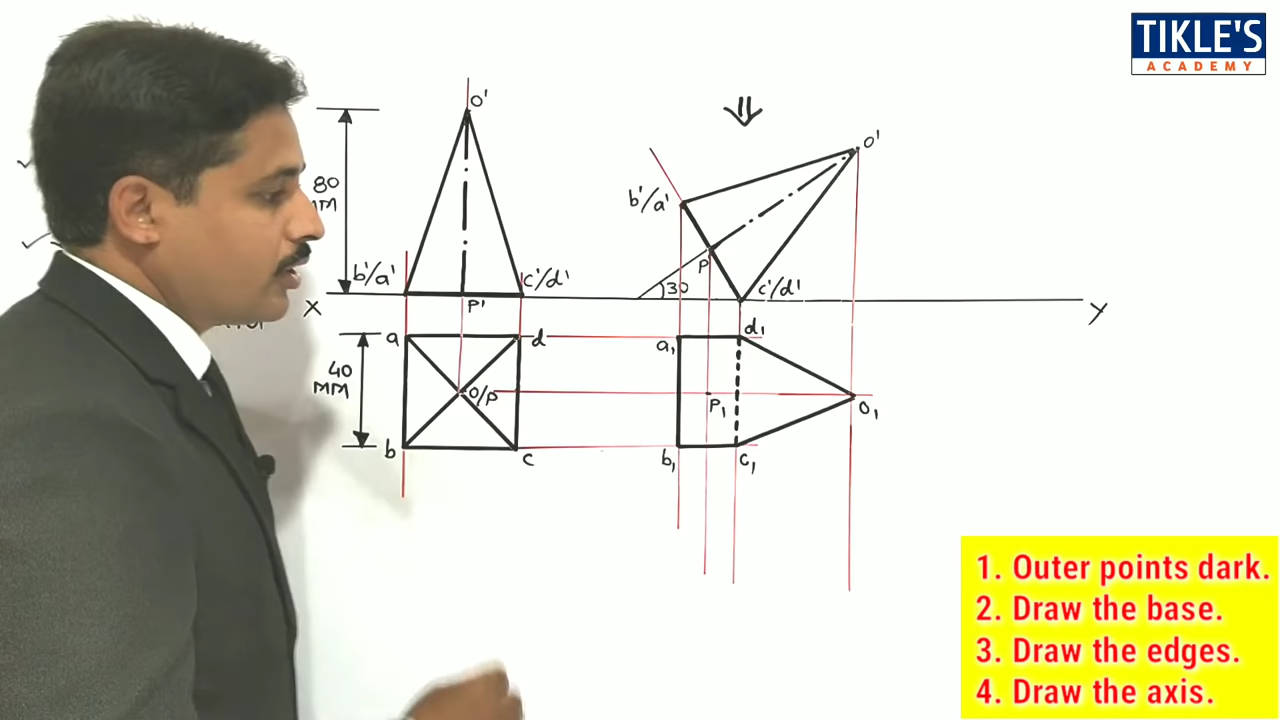 TIKLE'S
ACADEMY
O'
O'
80
MM
b'/a'
b'/a'
c'/d'
P
30
c'/d'
X
P'
Y
a
d
a₁
d₁
40
MM
O/P
P₁
O₁
b
c
b₁
c₁
1. Outer points dark.
2. Draw the base.
3. Draw the edges.
4. Draw the axis.